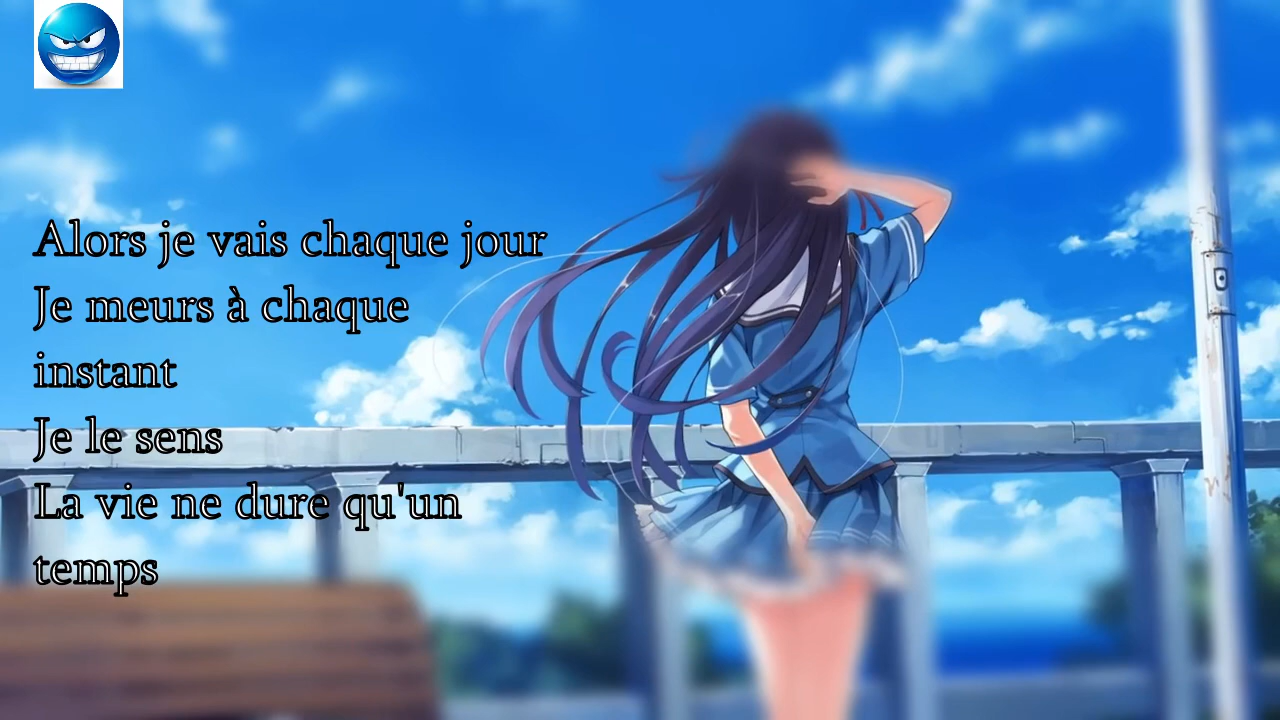 Alors je vais chaque jour
Je meurs à chaque
instant
Je le sens
La vie ne dure qu'un
temps